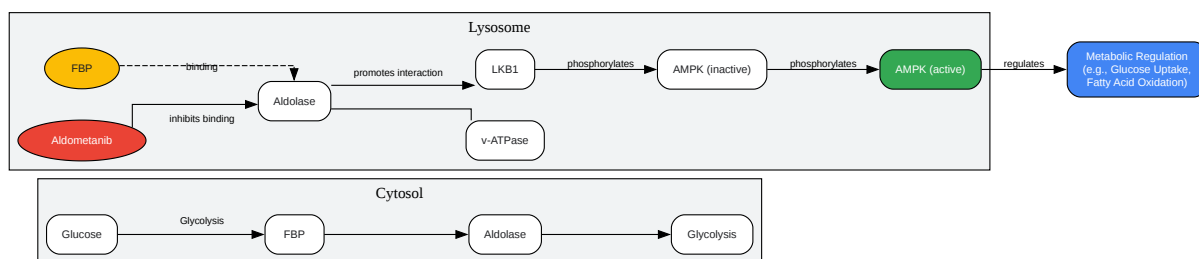 Lysosome
FBP
binding
Aldolase
promotes interaction
LKB1
phosphorylates
AMPK (inactive)
phosphorylates
AMPK (active)
regulates
Metabolic Regulation
(e.g., Glucose Uptake,
Fatty Acid Oxidation)
Aldometanib
inhibits binding
v-ATPase
Cytosol
Glucose
Glycolysis
FBP
Aldolase
Glycolysis